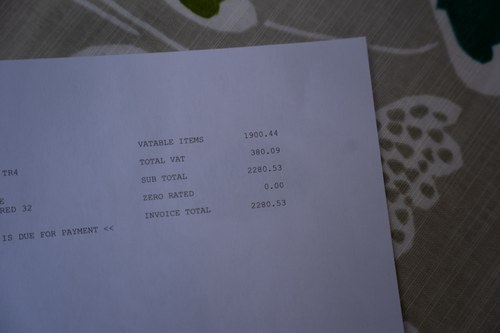 VATABLE ITEMS 1900.44
TOTAL VAT 380.09
TR4
SUB TOTAL 2280.53
ZERO RATED 0.00
RED 32
INVOICE TOTAL 2280.53
DUE FOR PAYMENT <<